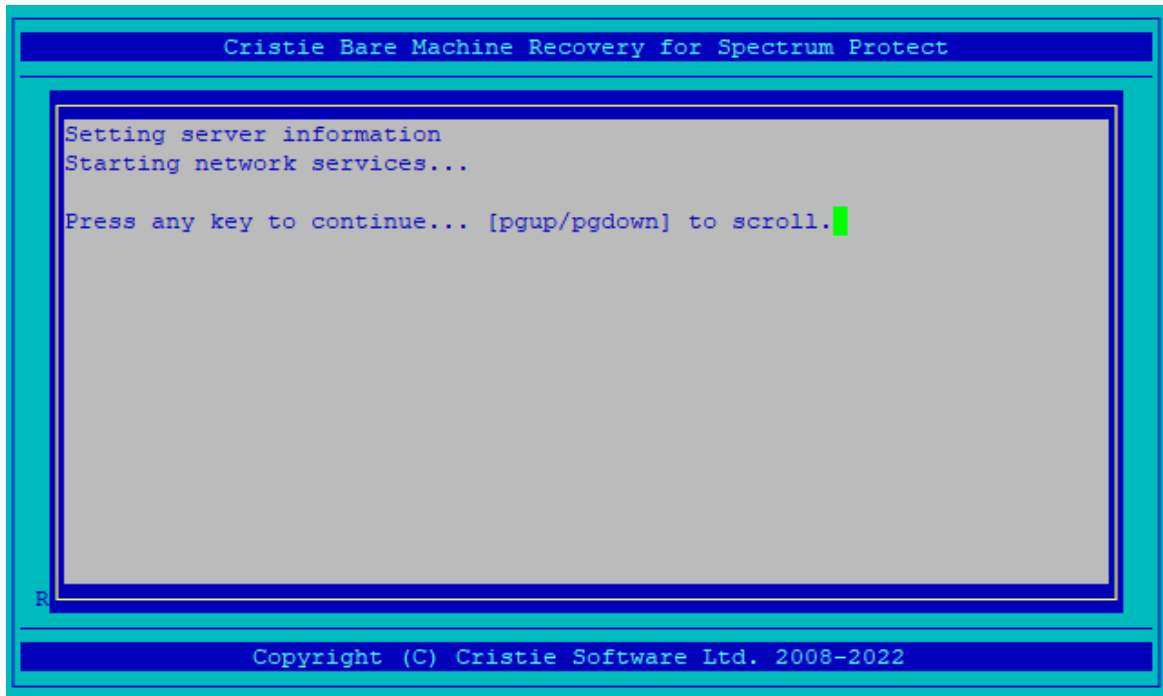 Cristie Bare Machine Recovery for Spectrum Protect
Setting server information
Starting network services...
Press any key to continue... [pgup/pgdown] to scroll.
R
Copyright (C) Cristie Software Ltd. 2008-2022